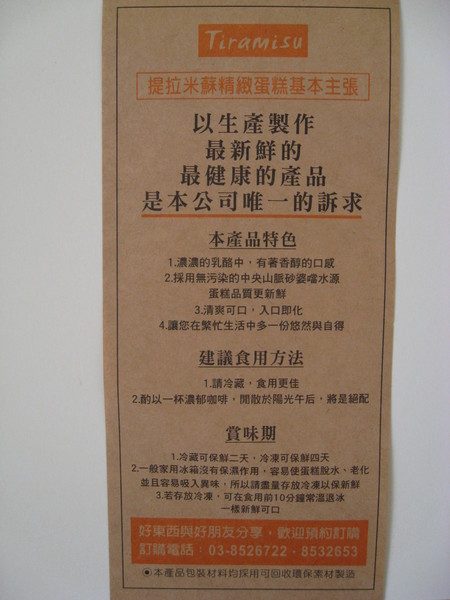 Tiramisu
提拉米蘇精緻蛋糕基本主張
以生產製作
最新鮮的
最健康的產品
是本公司唯一的訴求
本產品特色
1.濃濃的乳酪中，有著香醇的口感
2.採用無污染的中央山脈砂婆噹水源
蛋糕品質更新鮮
3.清爽可口，入口即化
4.讓您在繁忙生活中多一份悠然與自得
建議食用方法
1.請冷藏，食用更佳
2.酌以一杯濃郁咖啡，閒散於陽光午后，將是絕配
賞味期
1.冷藏可保鮮二天，冷凍可保鮮四天
2.一般家用冰箱沒有保濕作用，容易使蛋糕脫水、老化
並且容易吸入異味，所以請盡量存放冷凍以保新鮮
3.若存放冷凍，可在食用前10分鐘常溫退冰
一樣新鮮可口
好東西與好朋友分享，歡迎預約訂購
訂購電話：03-8526722、8532653
◉本產品包裝材料均採用可回收環保素材製造